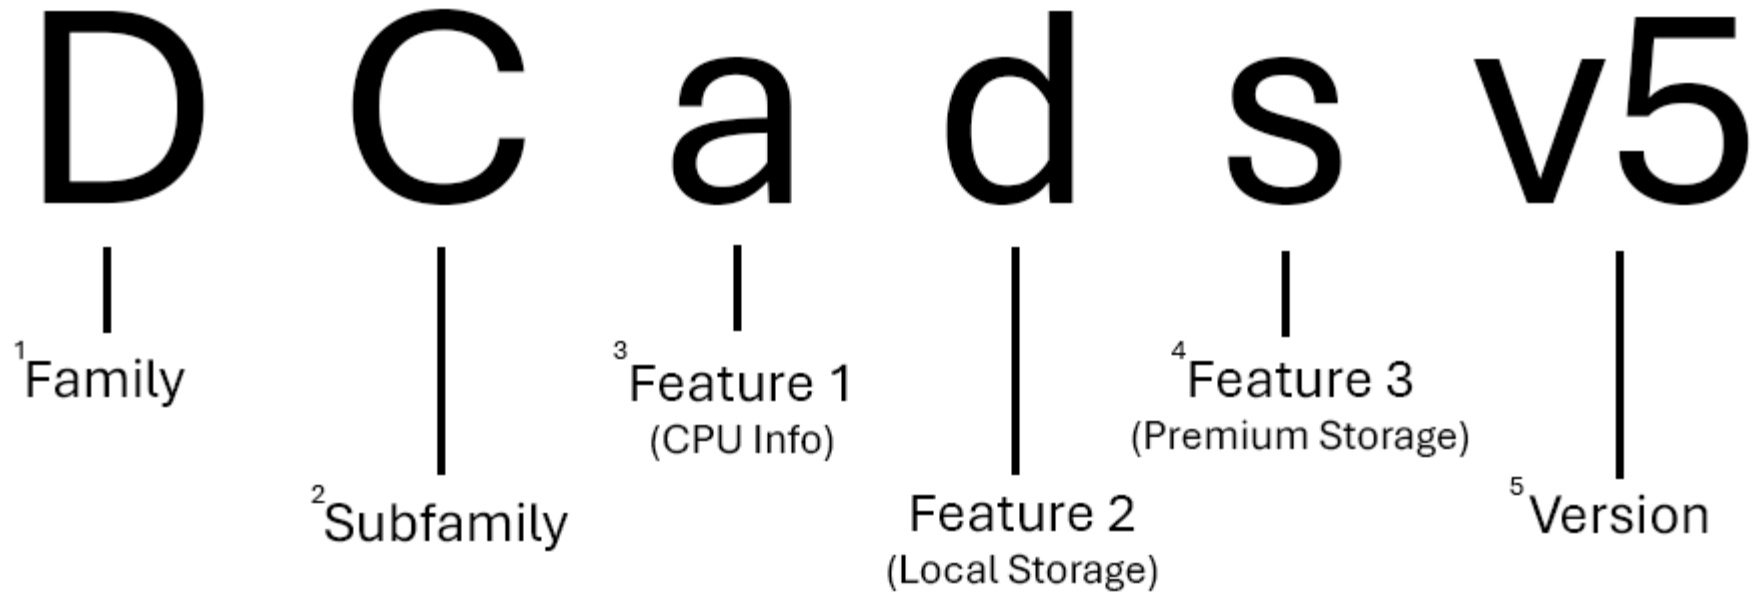 D C a d s v5
¹Family
²Subfamily
³Feature 1
(CPU Info)
Feature 2
(Local Storage)
⁴Feature 3
(Premium Storage)
⁵Version